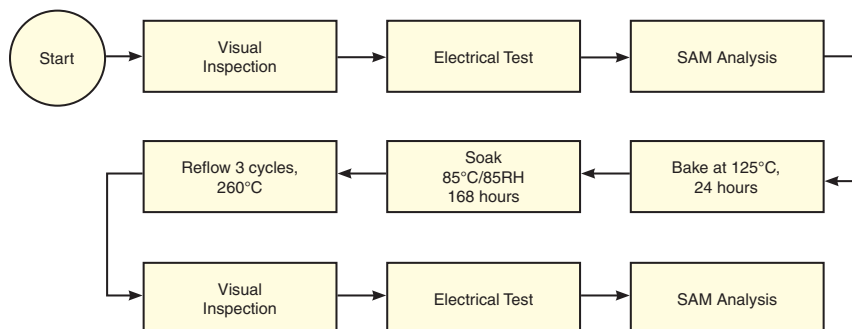 Start
Visual
Inspection
Electrical Test
SAM Analysis
Reflow 3 cycles,
260°C
Soak
85°C/85RH
168 hours
Bake at 125°C,
24 hours
Visual
Inspection
Electrical Test
SAM Analysis